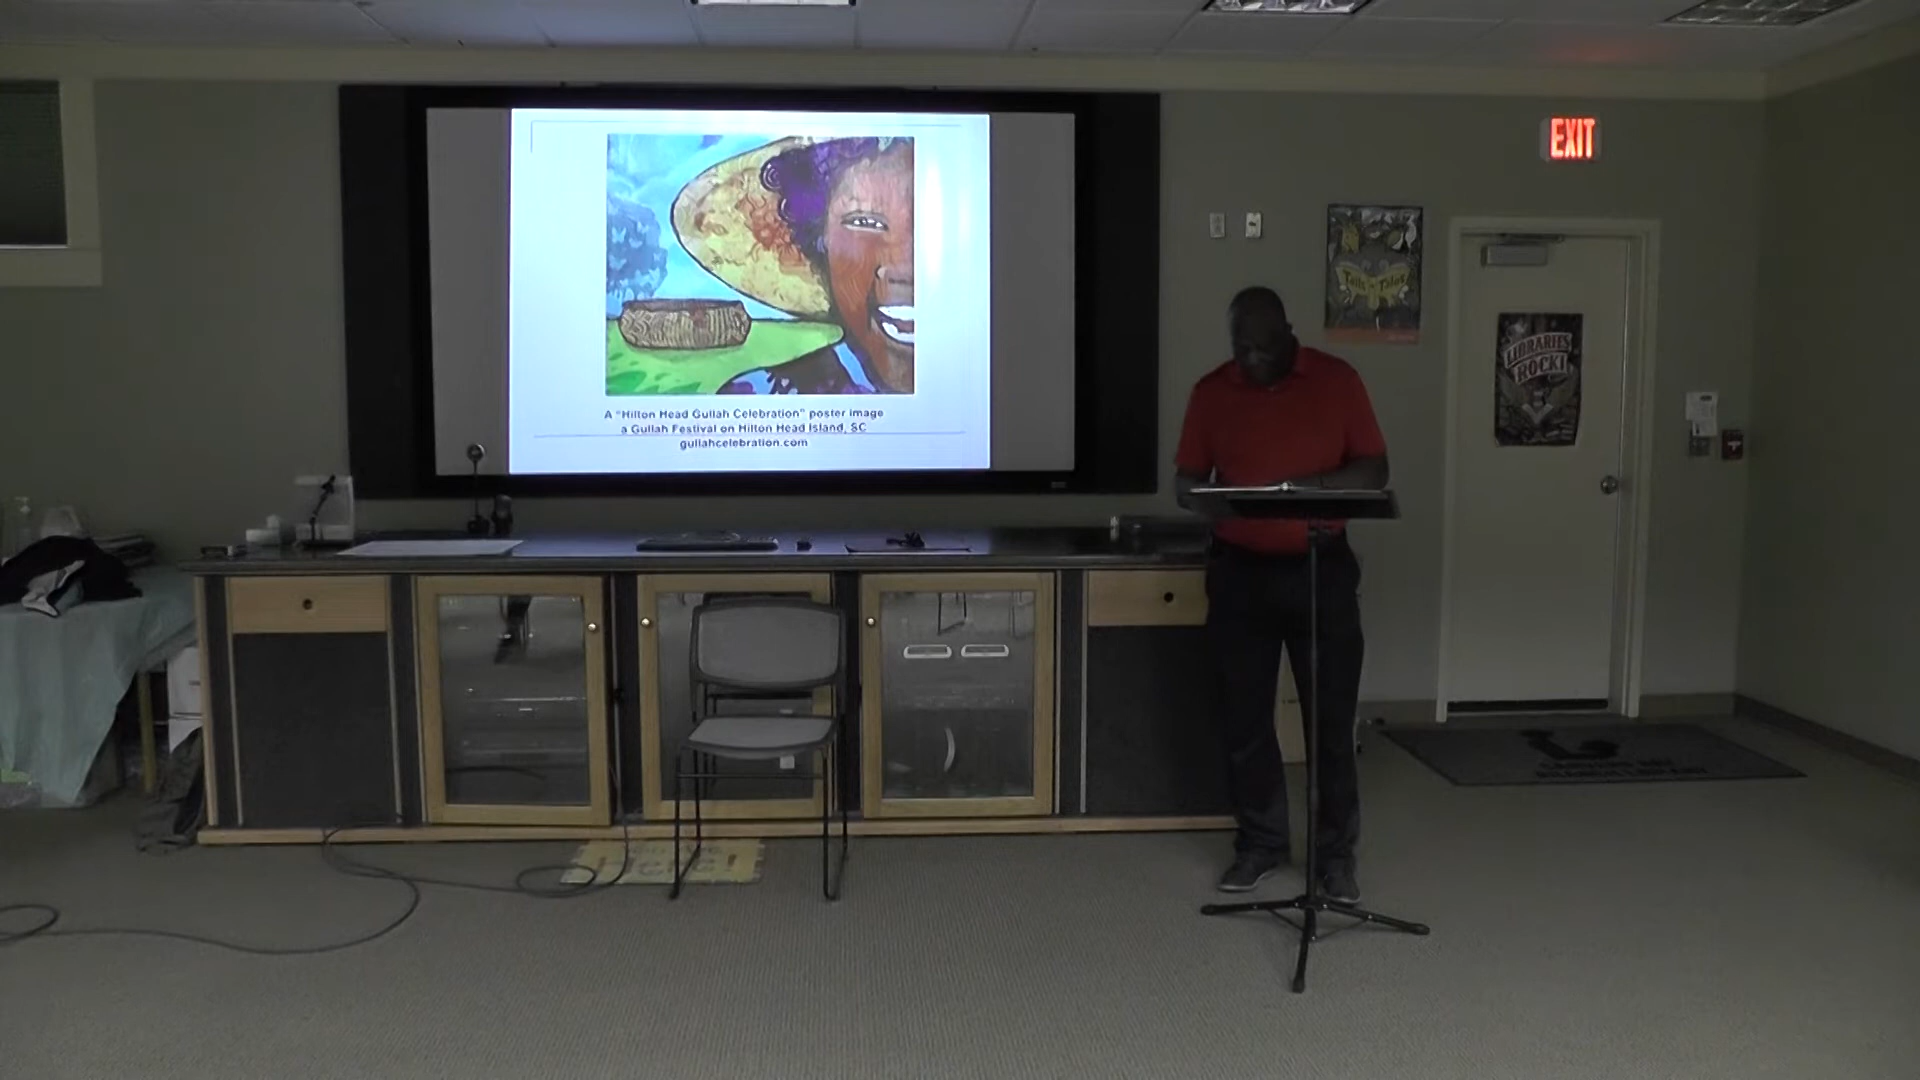 A "Hilton Head Gullah Celebration" poster image
a Gullah Festival on Hilton Head Island, SC
gullahcelebration.com
EXIT
Tails & Tales
LIBRARIES
ROCK!